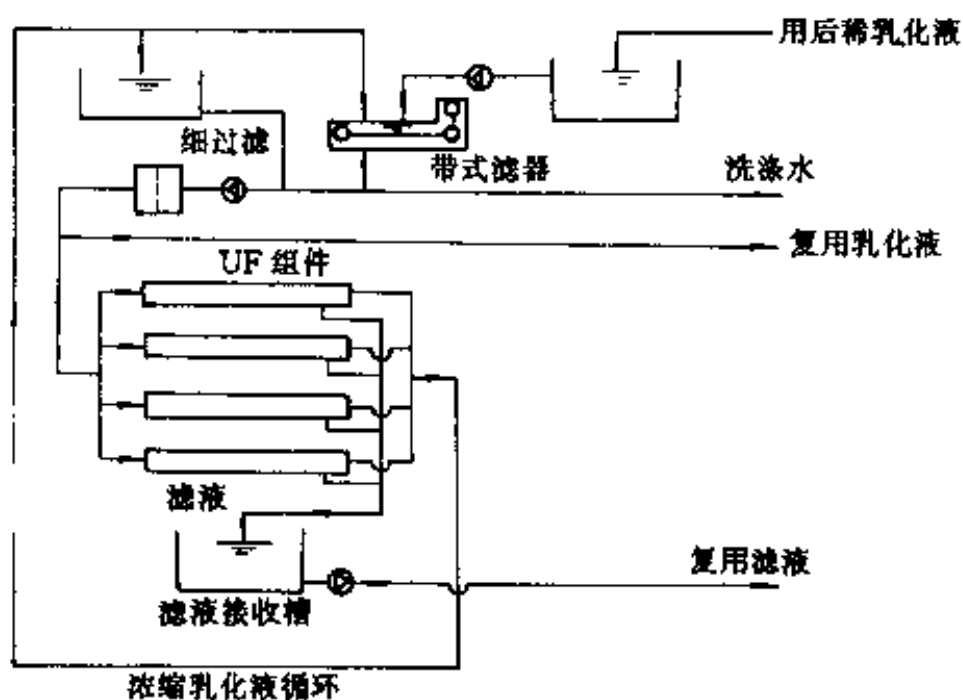 用后稀乳化液
细过滤
带式滤器
洗涤水
复用乳化液
UF 组件
滤液
复用滤液
滤液接收槽
浓缩乳化液循环